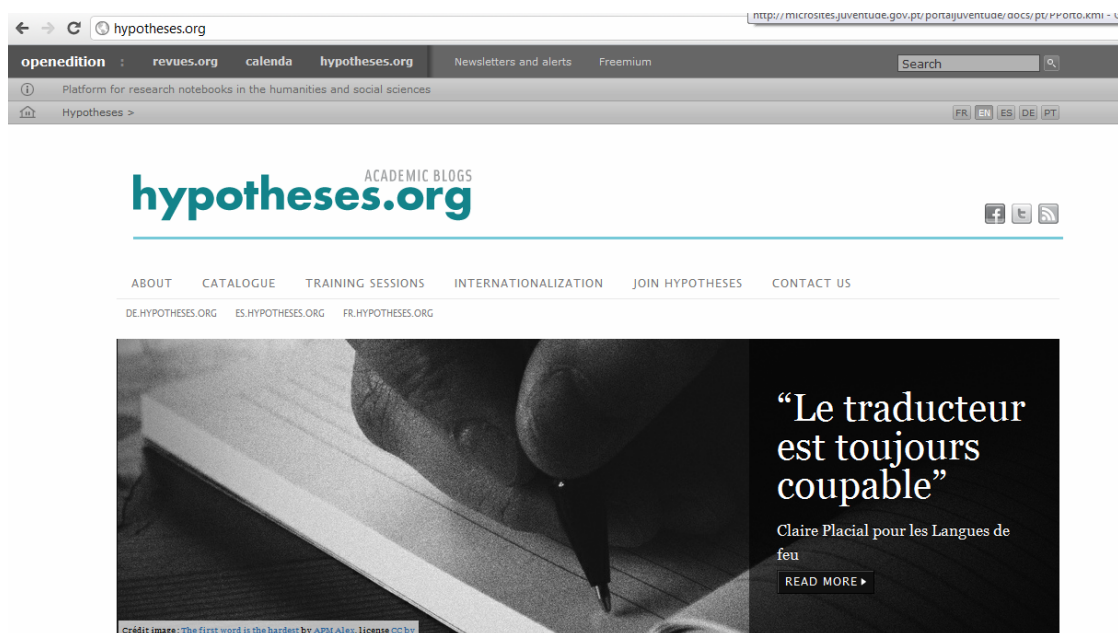 http://microsites.juventude.gov.pt/portaljuventude/docs/pt/PPorto.kml -
hypotheses.org
openedition : revues.org calenda hypotheses.org Newsletters and alerts Freemium Search
Platform for research notebooks in the humanities and social sciences
Hypotheses > FR EN ES DE PT
ACADEMIC BLOGS
hypotheses.org
ABOUT CATALOGUE TRAINING SESSIONS INTERNATIONALIZATION JOIN HYPOTHESES CONTACT US
DE.HYPOTHESES.ORG ES.HYPOTHESES.ORG FR.HYPOTHESES.ORG
“Le traducteur
est toujours
coupable”
Claire Placial pour les Langues de
feu
READ MORE
Crédit image : The first word is the hardest by APM Alex, license CC by